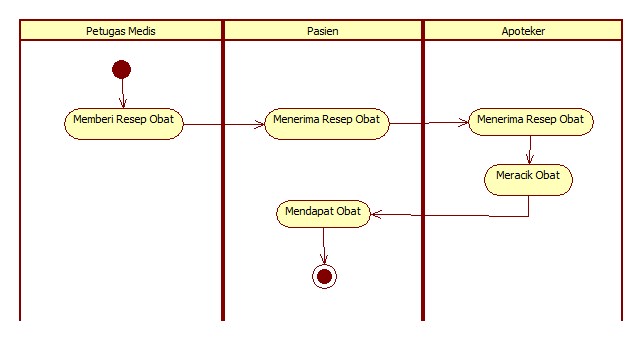 Petugas Medis
Pasien
Apoteker
Memberi Resep Obat
Menerima Resep Obat
Menerima Resep Obat
Meracik Obat
Mendapat Obat